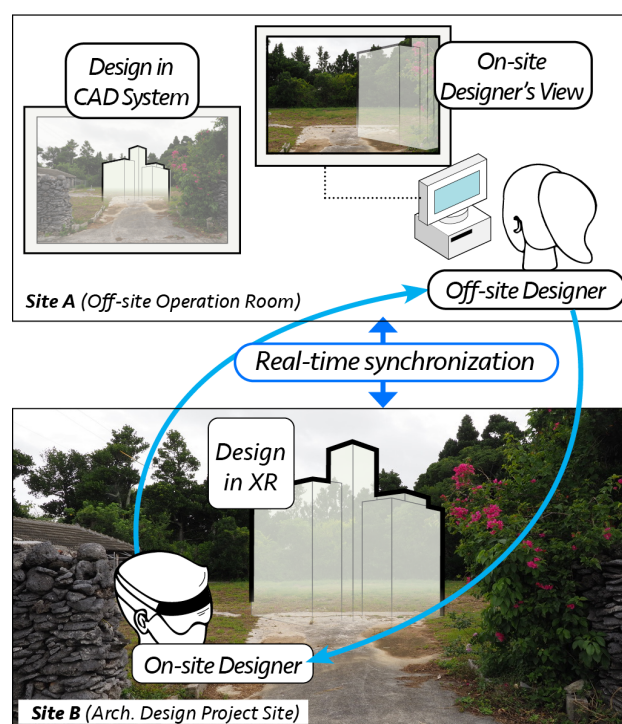 Design in
CAD System
On-site
Designer's View
Off-site Designer
Site A (Off-site Operation Room)
Real-time synchronization
Design
in XR
On-site Designer
Site B (Arch. Design Project Site)